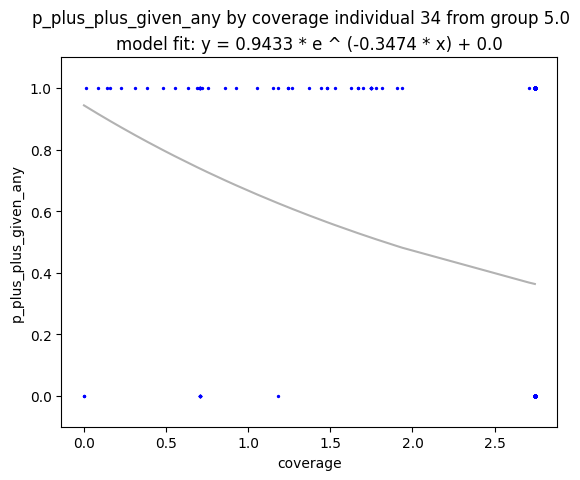 p_plus_plus_given_any by coverage individual 34 from group 5.0
model fit: y = 0.9433 * e ^ (-0.3474 * x) + 0.0
1.0
0.8
0.6
0.4
0.2
0.0
p_plus_plus_given_any
0.0 0.5 1.0 1.5 2.0 2.5
coverage